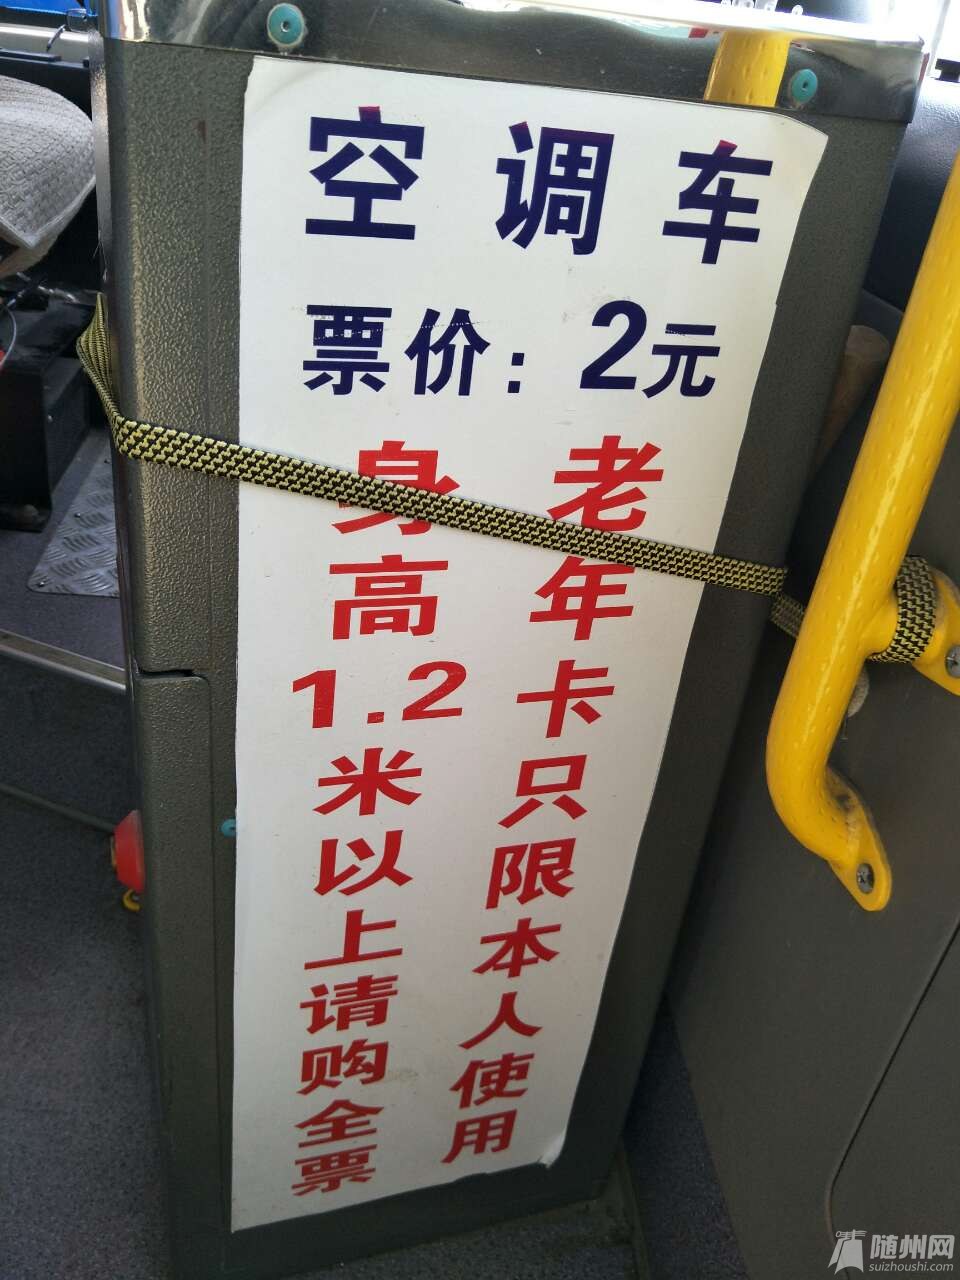 空调车
票价：2元
身高1.2米以上请购全票
老年卡只限本人使用
随州网
suizhoushi.com